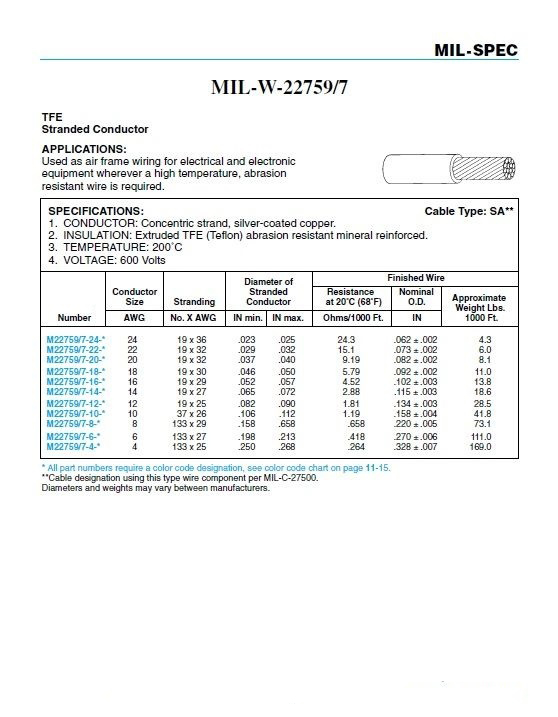 MIL-SPEC
MIL-W-22759/7
TFE
Stranded Conductor
APPLICATIONS:
Used as air frame wiring for electrical and electronic
equipment wherever a high temperature, abrasion
resistant wire is required.
SPECIFICATIONS: Cable Type: SA**
1. CONDUCTOR: Concentric strand, silver-coated copper.
2. INSULATION: Extruded TFE (Teflon) abrasion resistant mineral reinforced.
3. TEMPERATURE: 200˚C
4. VOLTAGE: 600 Volts
Finished Wire
Diameter of
Stranded
Conductor
Conductor
Size
Stranding
Resistance
at 20˚C (68˚F)
Nominal
O.D.
Approximate
Weight Lbs.
1000 Ft.
Number AWG No. X AWG IN min. IN max. Ohms/1000 Ft. IN
M22759/7-24-* 24 19 x 36 .023 .025 24.3 .062 ± .002 4.3
M22759/7-22-* 22 19 x 32 .029 .032 15.1 .073 ± .002 6.0
M22759/7-20-* 20 19 x 32 .037 .040 9.19 .082 ± .002 8.1
M22759/7-18-* 18 19 x 30 .046 .050 5.79 .092 ± .002 11.0
M22759/7-16-* 16 19 x 29 .052 .057 4.52 .102 ± .003 13.8
M22759/7-14-* 14 19 x 27 .065 .072 2.88 .115 ± .003 18.6
M22759/7-12-* 12 19 x 25 .082 .090 1.81 .134 ± .003 28.5
M22759/7-10-* 10 37 x 26 .106 .112 1.19 .158 ± .004 41.8
M22759/7-8-* 8 133 x 29 .158 .658 .658 .220 ± .005 73.1
M22759/7-6-* 6 133 x 27 .198 .213 .418 .270 ± .006 111.0
M22759/7-4-* 4 133 x 25 .250 .268 .264 .328 ± .007 169.0
* All part numbers require a color code designation, see color code chart on page 11-15.
**Cable designation using this type wire component per MIL-C-27500.
Diameters and weights may vary between manufacturers.